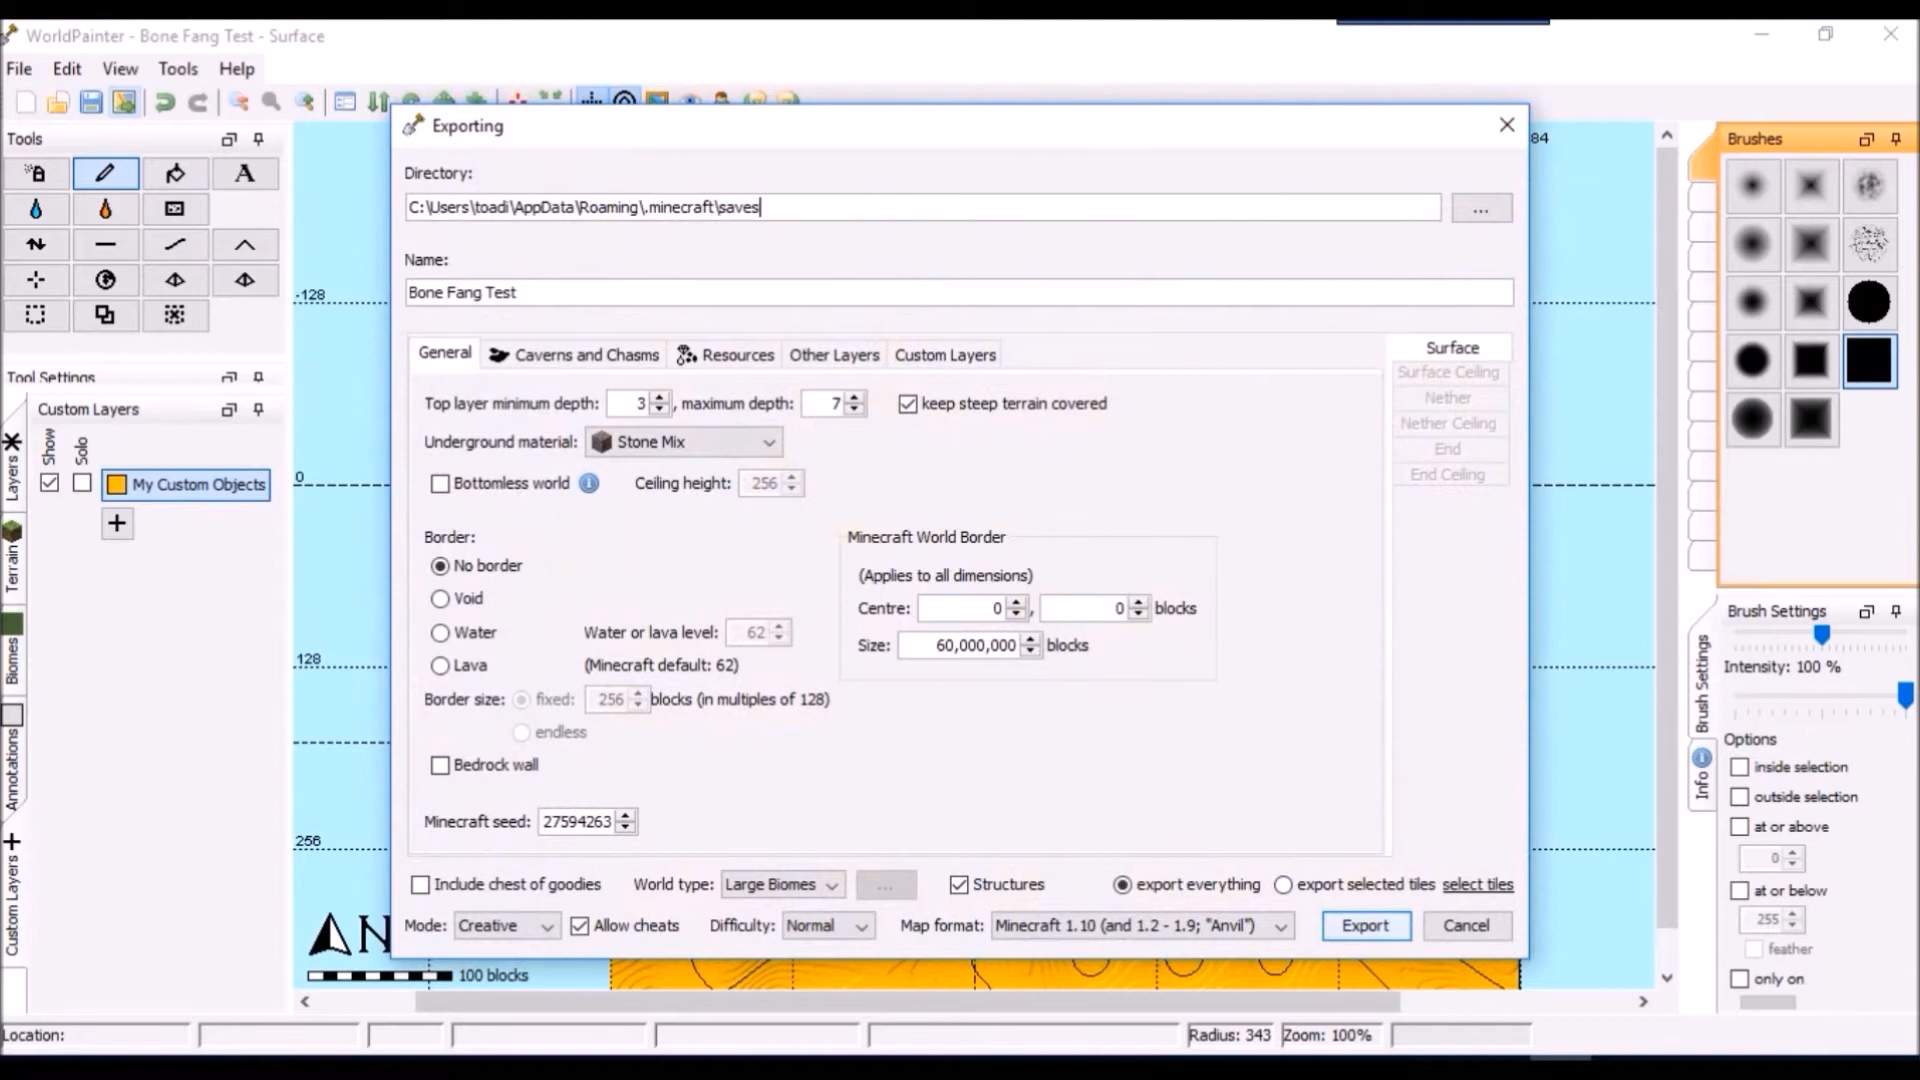 WorldPainter - Bone Fang Test - Surface
File Edit View Tools Help
Tools
Exporting
84
Brushes
Directory:
C:\Users\toadi\AppData\Roaming\.minecraft\saves
...
Name:
Bone Fang Test
-128
General Caverns and Chasms Resources Other Layers Custom Layers
Surface
Surface Ceiling
Nether
Nether Ceiling
End
End Ceiling
Tool Settings
Custom Layers
Show
Solo
My Custom Objects
Top layer minimum depth: 3 , maximum depth: 7 keep steep terrain covered
Underground material: Stone Mix
Bottomless world Ceiling height: 256
0
Border:
No border
Void
Water Water or lava level: 62
Lava (Minecraft default: 62)
Border size: fixed: 256 blocks (in multiples of 128)
endless
Bedrock wall
Minecraft World Border
(Applies to all dimensions)
Centre: 0 , 0 blocks
Size: 60,000,000 blocks
128
256
Minecraft seed: 27594263
Include chest of goodies World type: Large Biomes ... Structures export everything export selected tiles select tiles
Mode: Creative Allow cheats Difficulty: Normal Map format: Minecraft 1.10 (and 1.2 - 1.9; "Anvil") Export Cancel
Layers
Terrain
Biomes
Annotations
Custom Layers
N
100 blocks
Brush Settings
Intensity: 100 %
Options
inside selection
outside selection
at or above
0
at or below
255
feather
only on
Brush Settings
Info
Location:
Radius: 343 Zoom: 100%